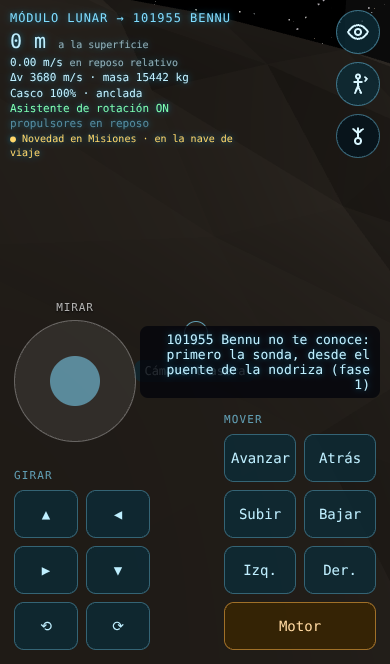 MÓDULO LUNAR → 101955 BENNU
0 m a la superficie
0.00 m/s en reposo relativo
Δv 3680 m/s · masa 15442 kg
Casco 100% · anclada
Asistente de rotación ON
propulsores en reposo
● Novedad en Misiones · en la nave de
viaje
MIRAR
101955 Bennu no te conoce:
primero la sonda, desde el
puente de la nodriza (fase
1)
MOVER
Avanzar Atrás
GIRAR
▲ ◄ Subir Bajar
► ▼ Izq. Der.
⟲ ⟳ Motor